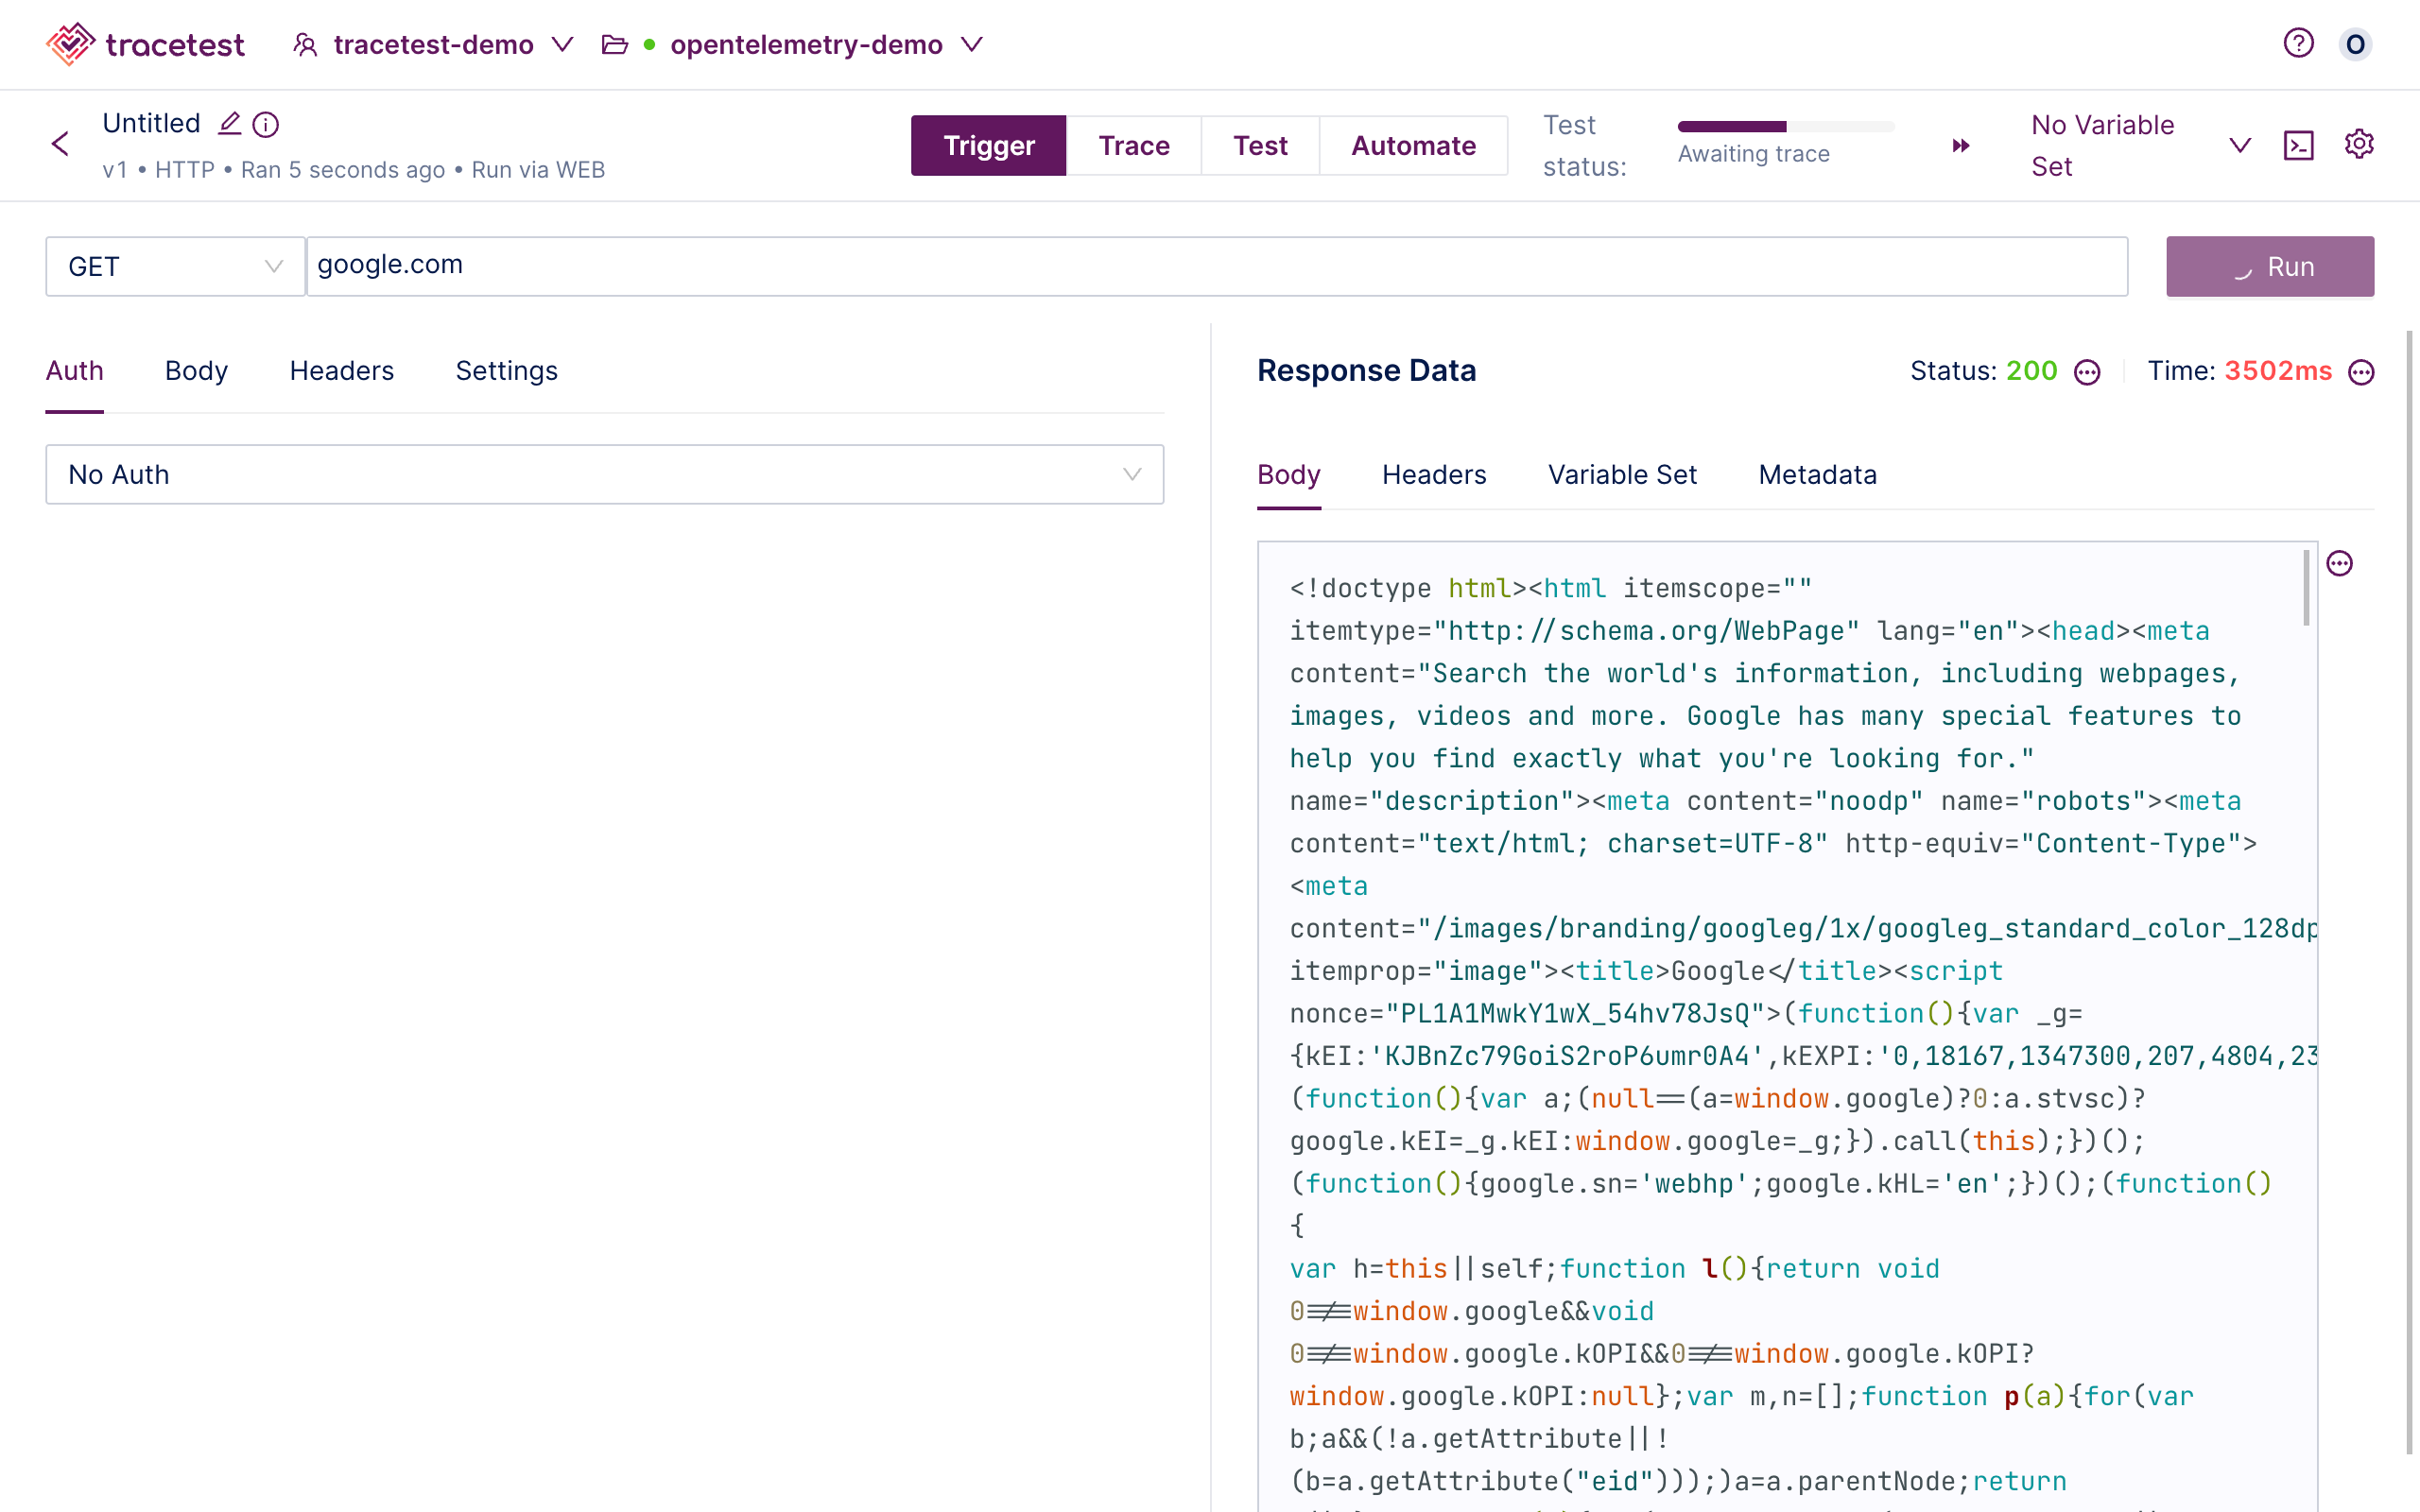 tracetest
tracetest-demo
opentelemetry-demo
O
Untitled
v1 • HTTP • Ran 5 seconds ago • Run via WEB
Trigger
Trace
Test
Automate
Test
status:
Awaiting trace
No Variable
Set
GET
google.com
Run
Auth
Body
Headers
Settings
No Auth
Response Data
Status: 200
Time: 3502ms
Body
Headers
Variable Set
Metadata
<!doctype html><html itemscope=""
itemtype="http://schema.org/WebPage" lang="en"><head><meta
content="Search the world's information, including webpages,
images, videos and more. Google has many special features to
help you find exactly what you're looking for."
name="description"><meta content="noodp" name="robots"><meta
content="text/html; charset=UTF-8" http-equiv="Content-Type">
<meta
content="/images/branding/googleg/1x/googleg_standard_color_128dp
itemprop="image"><title>Google</title><script
nonce="PL1A1MwkY1wX_54hv78JsQ">(function(){var _g=
{kEI:'KJBnZc79GoiS2roP6umr0A4',kEXPI:'0,18167,1347300,207,4804,23
(function(){var a;(null==(a=window.google)?0:a.stvsc)?
google.kEI=_g.kEI:window.google=_g;}).call(this);})();
(function(){google.sn='webhp';google.kHL='en';})();(function()
{
var h=this||self;function l(){return void
0!==window.google&&void
0!==window.google.kOPI&&0!==window.google.kOPI?
window.google.kOPI:null};var m,n=[];function p(a){for(var
b;a&&(!a.getAttribute||!
(b=a.getAttribute("eid")));)a=a.parentNode;return